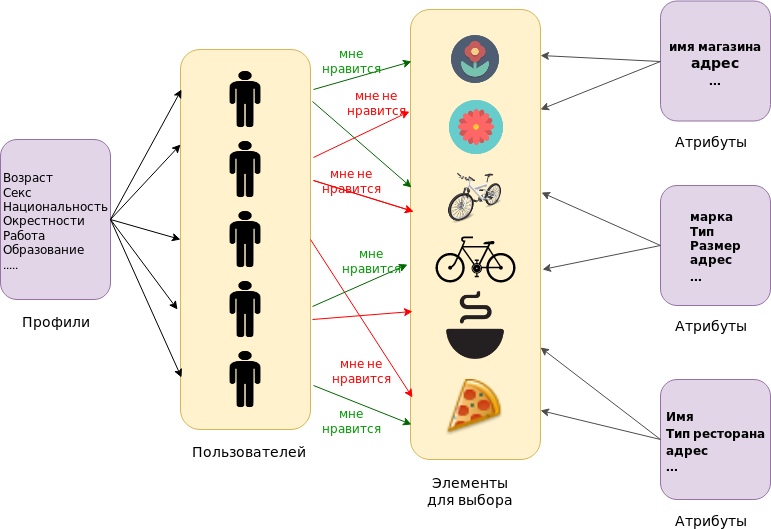 Возраст
Секс
Национальность
Окрестности
Работа
Образование
.....
Профили
Пользователей
мне
нравится
мне не
нравится
мне не
нравится
мне
нравится
мне не
нравится
мне
нравится
Элементы
для выбора
имя магазина
адрес
...
Атрибуты
марка
Тип
Размер
адрес
...
Атрибуты
Имя
Тип ресторана
адрес
...
Атрибуты